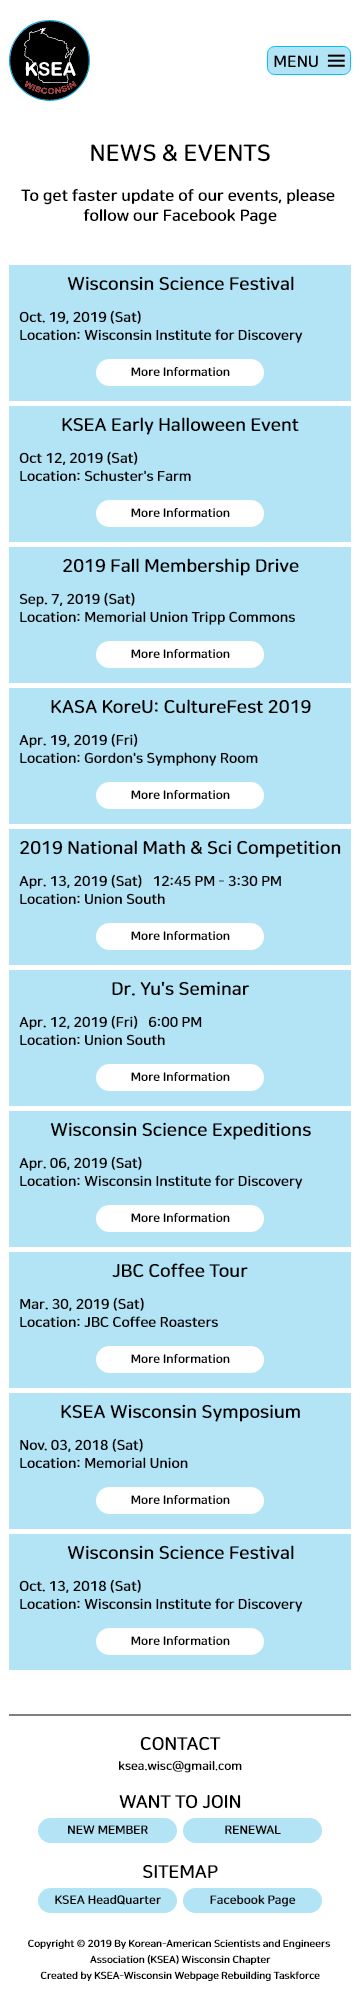 KSEA
WISCONSIN
MENU
NEWS & EVENTS
To get faster update of our events, please
follow our Facebook Page
Wisconsin Science Festival
Oct. 19, 2019 (Sat)
Location: Wisconsin Institute for Discovery
More Information
KSEA Early Halloween Event
Oct 12, 2019 (Sat)
Location: Schuster's Farm
More Information
2019 Fall Membership Drive
Sep. 7, 2019 (Sat)
Location: Memorial Union Tripp Commons
More Information
KASA KoreU: CultureFest 2019
Apr. 19, 2019 (Fri)
Location: Gordon's Symphony Room
More Information
2019 National Math & Sci Competition
Apr. 13, 2019 (Sat) 12:45 PM - 3:30 PM
Location: Union South
More Information
Dr. Yu's Seminar
Apr. 12, 2019 (Fri) 6:00 PM
Location: Union South
More Information
Wisconsin Science Expeditions
Apr. 06, 2019 (Sat)
Location: Wisconsin Institute for Discovery
More Information
JBC Coffee Tour
Mar. 30, 2019 (Sat)
Location: JBC Coffee Roasters
More Information
KSEA Wisconsin Symposium
Nov. 03, 2018 (Sat)
Location: Memorial Union
More Information
Wisconsin Science Festival
Oct. 13, 2018 (Sat)
Location: Wisconsin Institute for Discovery
More Information
CONTACT
ksea.wisc@gmail.com
WANT TO JOIN
NEW MEMBER RENEWAL
SITEMAP
KSEA HeadQuarter Facebook Page
Copyright © 2019 By Korean-American Scientists and Engineers
Association (KSEA) Wisconsin Chapter
Created by KSEA-Wisconsin Webpage Rebuilding Taskforce